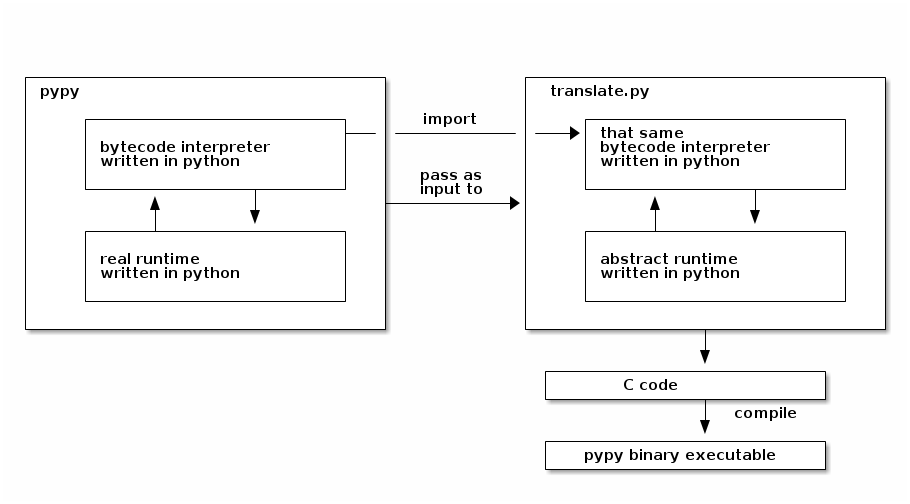 pypy
bytecode interpreter
written in python
real runtime
written in python
import
pass as
input to
translate.py
that same
bytecode interpreter
written in python
abstract runtime
written in python
C code
compile
pypy binary executable